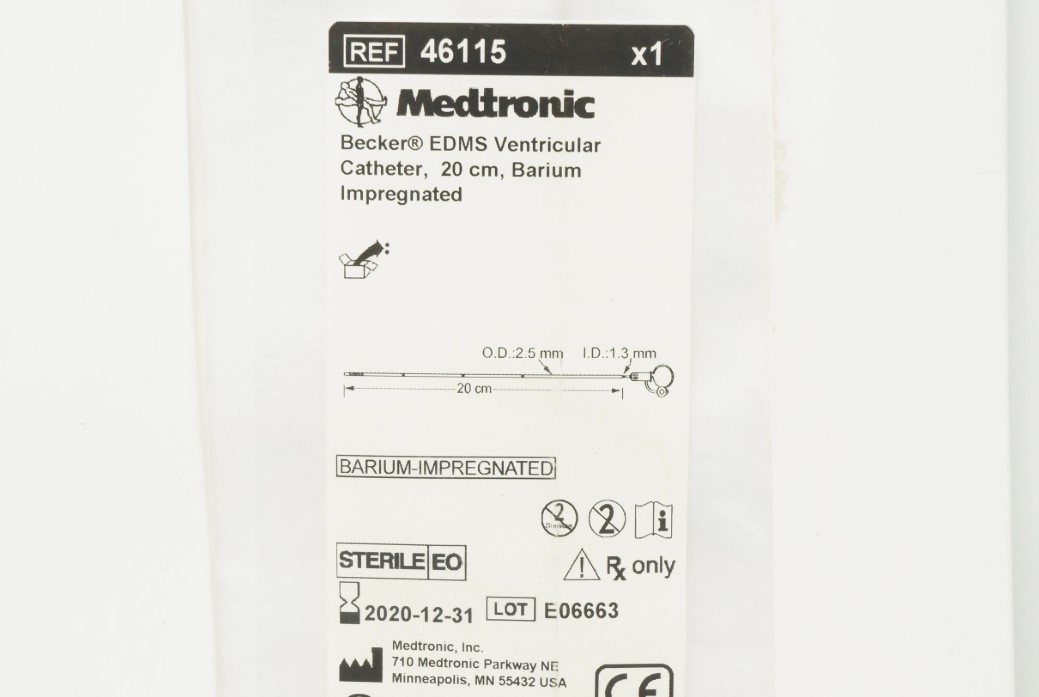 REF 46115 x1
Medtronic
Becker® EDMS Ventricular
Catheter, 20 cm, Barium
Impregnated
O.D.:2.5 mm I.D.:1.3 mm
20 cm
BARIUM-IMPREGNATED
2 2 i
STERILE EO
Rx only
2020-12-31 LOT E06663
Medtronic, Inc.
710 Medtronic Parkway NE
Minneapolis, MN 55432 USA
CE